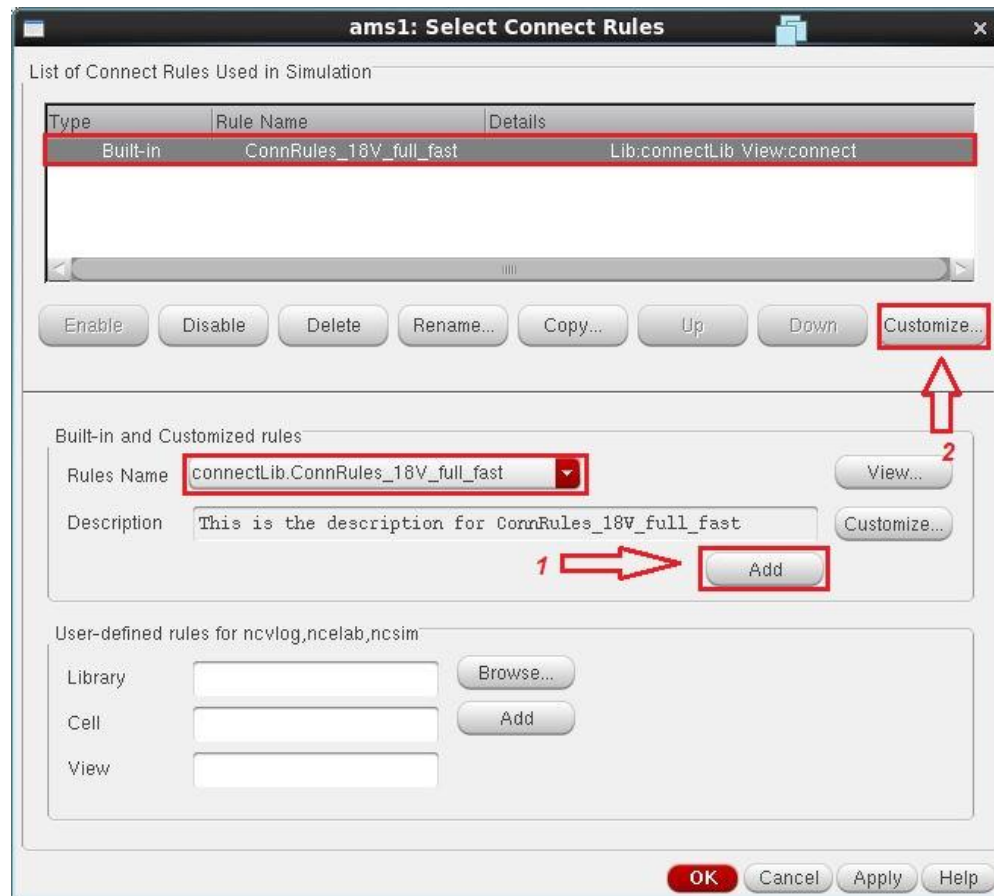 ams1: Select Connect Rules
List of Connect Rules Used in Simulation
Type Rule Name Details
Built-in ConnRules_18V_full_fast Lib:connectLib View:connect
Enable Disable Delete Rename... Copy... Up Down Customize...
2
Built-in and Customized rules
Rules Name connectLib.ConnRules_18V_full_fast View...
Description This is the description for ConnRules_18V_full_fast Customize...
1 Add
User-defined rules for ncvlog,ncelab,ncsim
Library Browse...
Cell Add
View
OK Cancel Apply Help